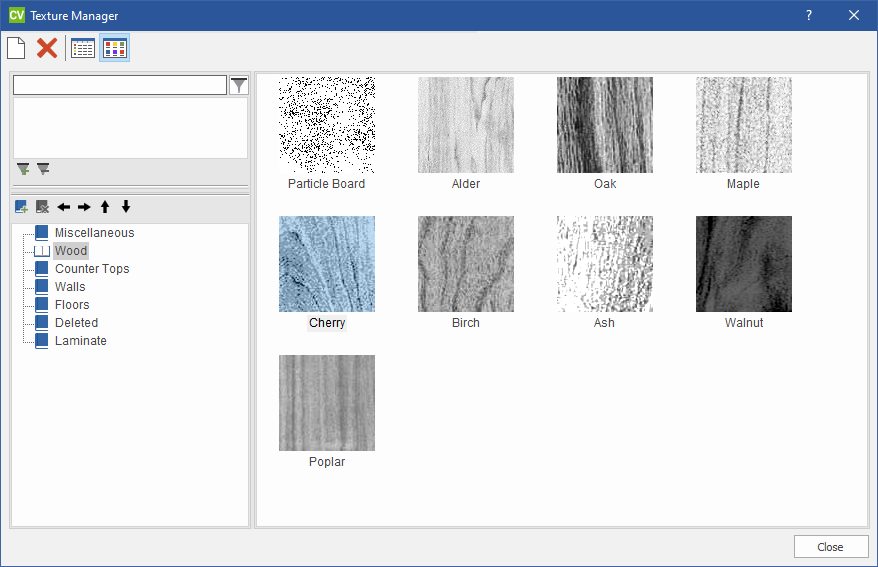 CV Texture Manager ?
Particle Board
Alder
Oak
Maple
Miscellaneous
Wood
Counter Tops
Walls
Floors
Deleted
Laminate
Cherry
Birch
Ash
Walnut
Poplar
Close